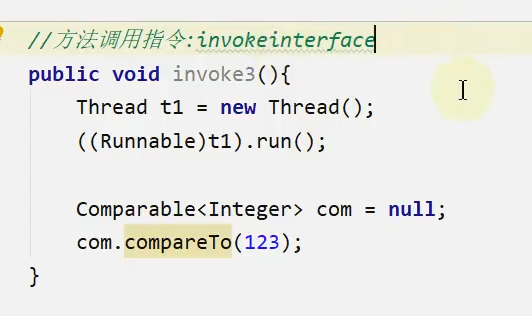 //方法调用指令:invokeinterface
public void invoke3(){
Thread t1 = new Thread();
((Runnable)t1).run();
Comparable<Integer> com = null;
com.compareTo(123);
}